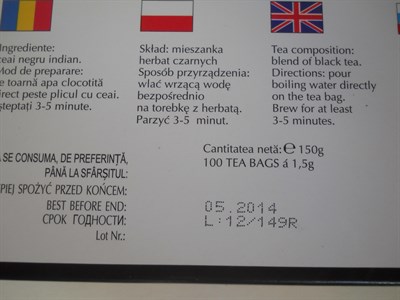 Ingrediente:
ceai negru indian.
Mod de preparare:
se toarnă apa clocotită
direct peste plicul cu ceai.
așteptați 3-5 minute.
Skład: mieszanka
herbat czarnych
Sposób przyrządzenia:
wlać wrzącą wodę
bezpośrednio
na torebkę z herbatą.
Parzyć 3-5 minut.
Tea composition:
blend of black tea.
Directions: pour
boiling water directly
on the tea bag.
Brew for at least
3-5 minutes.
Cantitatea netă: ℮ 150g
100 TEA BAGS á 1,5g
A SE CONSUMA, DE PREFERINȚĂ,
PÂNĂ LA SFÂRȘITUL:
SPOŻYĆ PRZED KOŃCEM:
BEST BEFORE END:
СРОК ГОДНОСТИ:
Lot Nr.:
05.2014
L:12/149R